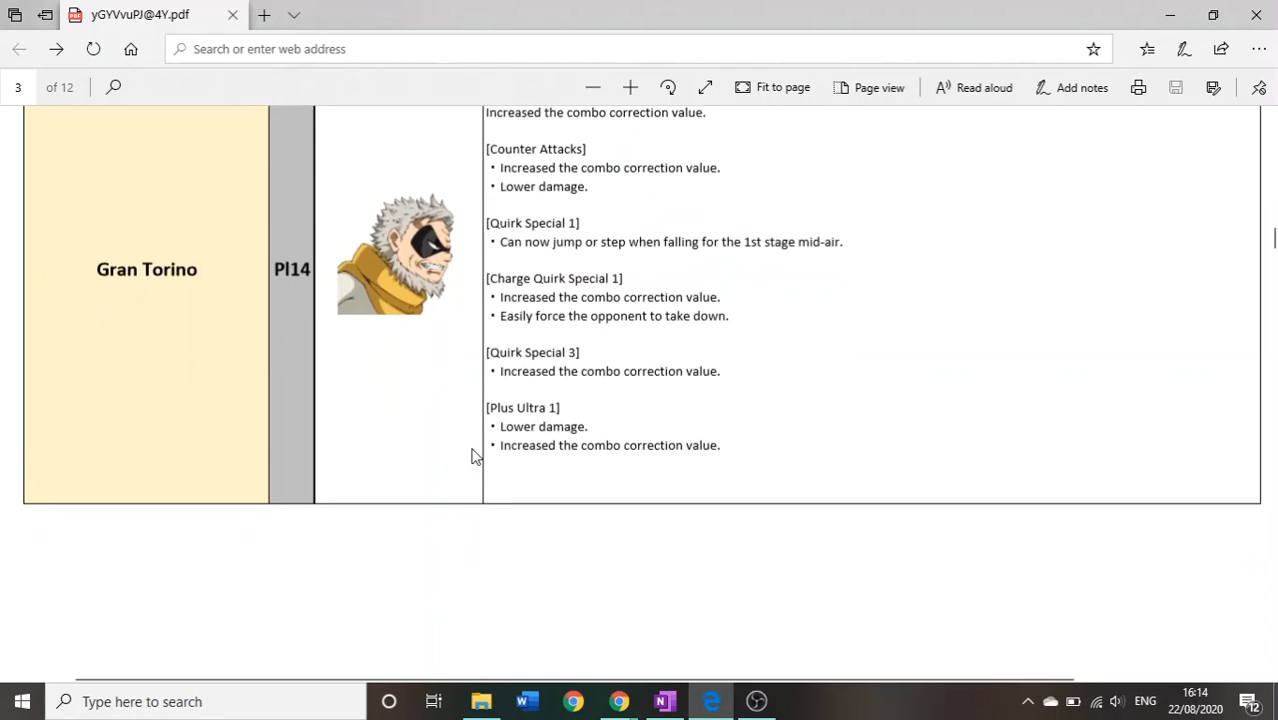 yGYVvuPJ@4Y.pdf
Search or enter web address
3 of 12
Fit to page
Page view
Read aloud
Add notes
Increased the combo correction value.
[Counter Attacks]
・Increased the combo correction value.
・Lower damage.
[Quirk Special 1]
・Can now jump or step when falling for the 1st stage mid-air.
Gran Torino
Pl14
[Charge Quirk Special 1]
・Increased the combo correction value.
・Easily force the opponent to take down.
[Quirk Special 3]
・Increased the combo correction value.
[Plus Ultra 1]
・Lower damage.
・Increased the combo correction value.
Type here to search
ENG
16:14
22/08/2020
12